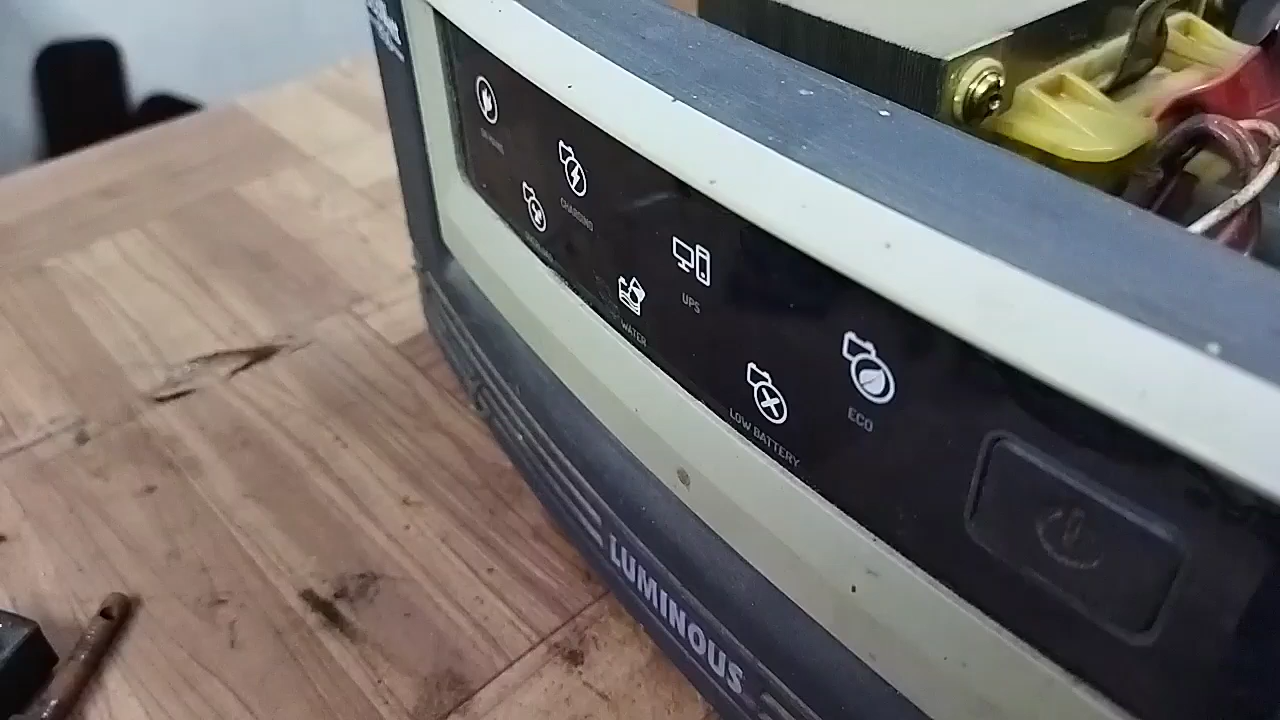 CHARGING
UPS
WATER
ECO
LOW BATTERY
LUMINOUS